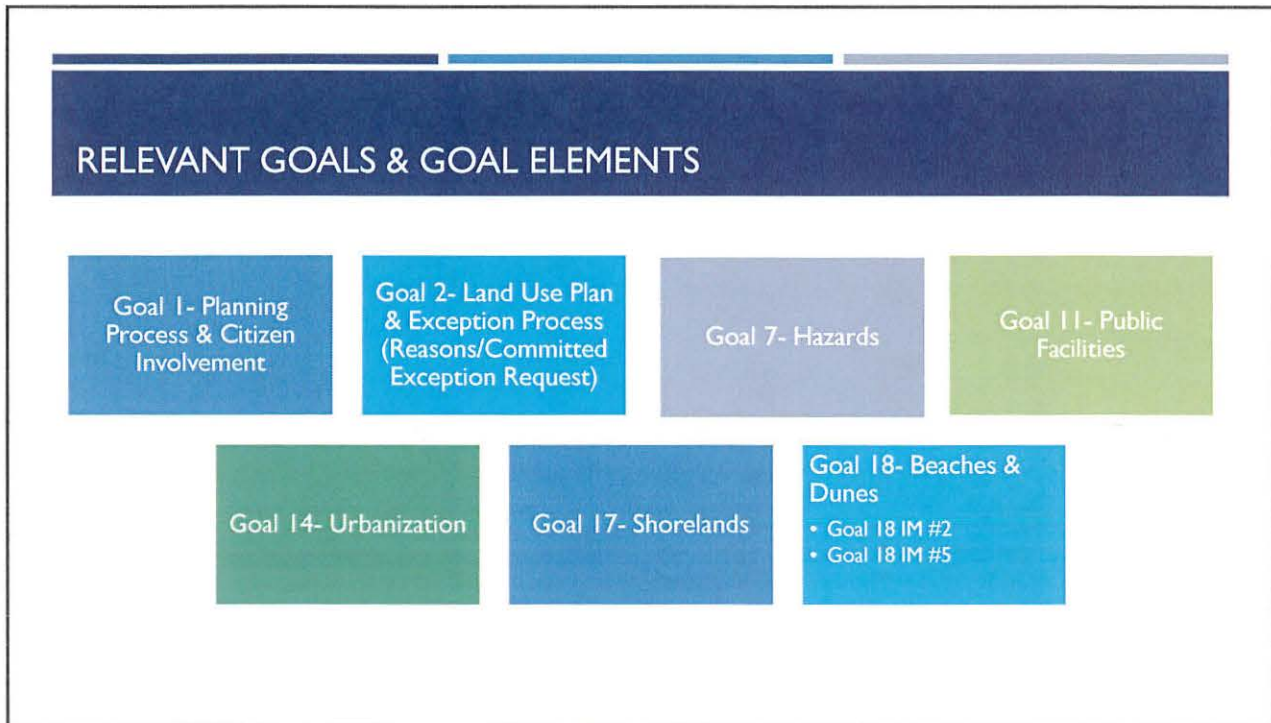 RELEVANT GOALS & GOAL ELEMENTS
Goal 1- Planning
Process & Citizen
Involvement
Goal 2- Land Use Plan
& Exception Process
(Reasons/Committed
Exception Request)
Goal 7- Hazards
Goal 11- Public
Facilities
Goal 14- Urbanization
Goal 17- Shorelands
Goal 18- Beaches &
Dunes
• Goal 18 IM #2
• Goal 18 IM #5